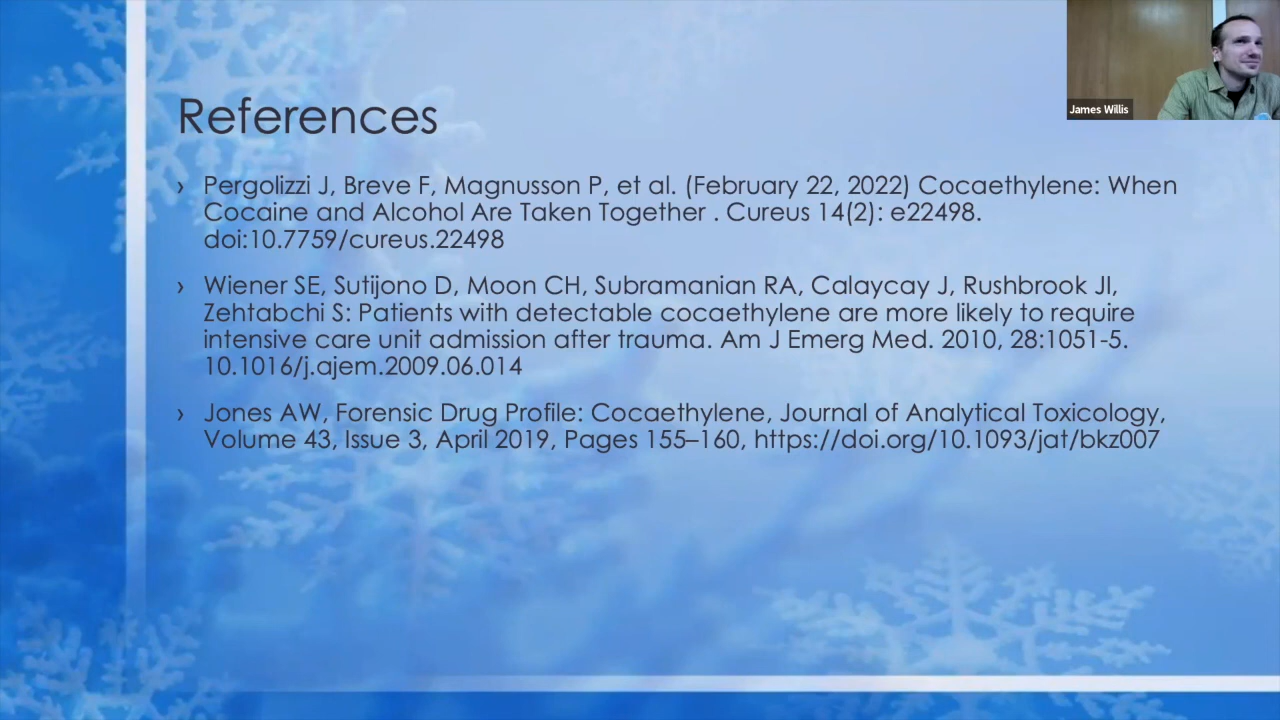 James Willis
References
› Pergolizzi J, Breve F, Magnusson P, et al. (February 22, 2022) Cocaethylene: When
Cocaine and Alcohol Are Taken Together . Cureus 14(2): e22498.
doi:10.7759/cureus.22498
› Wiener SE, Sutijono D, Moon CH, Subramanian RA, Calaycay J, Rushbrook JI,
Zehtabchi S: Patients with detectable cocaethylene are more likely to require
intensive care unit admission after trauma. Am J Emerg Med. 2010, 28:1051-5.
10.1016/j.ajem.2009.06.014
› Jones AW, Forensic Drug Profile: Cocaethylene, Journal of Analytical Toxicology,
Volume 43, Issue 3, April 2019, Pages 155–160, https://doi.org/10.1093/jat/bkz007